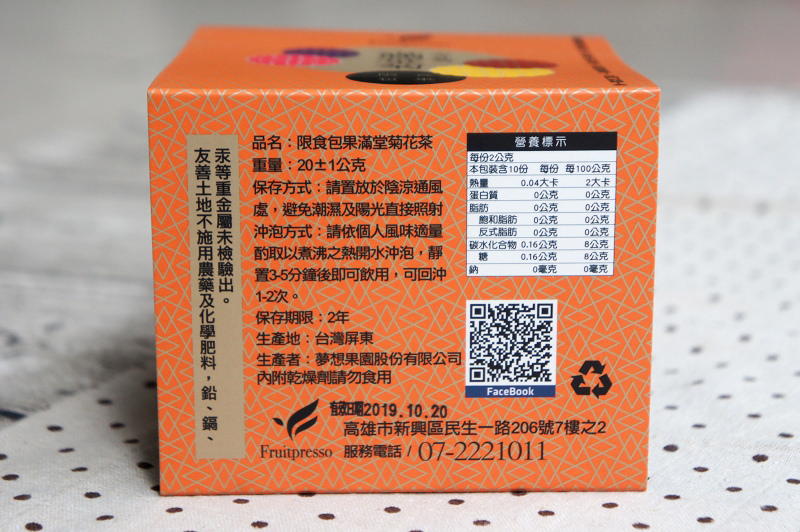 友善土地不施用農藥及化學肥料，鉛、鎘、
汞等重金屬未檢驗出。
品名：限食包果滿堂菊花茶
重量：20±1公克
保存方式：請置放於陰涼通風
處，避免潮濕及陽光直接照射
沖泡方式：請依個人風味適量
酌取以煮沸之熱開水沖泡，靜
置3-5分鐘後即可飲用，可回沖
1-2次。
保存期限：2年
生產地：台灣屏東
生產者：夢想果園股份有限公司
內附乾燥劑請勿食用
營養標示
每份2公克
本包裝含10份 每份 每100公克
熱量 0.04大卡 2大卡
蛋白質 0公克 0公克
脂肪 0公克 0公克
飽和脂肪 0公克 0公克
反式脂肪 0公克 0公克
碳水化合物 0.16公克 8公克
糖 0.16公克 8公克
鈉 0毫克 0毫克
FaceBook
2019.10.20
高雄市新興區民生一路206號7樓之2
Fruitpresso
服務電話 / 07-2221011